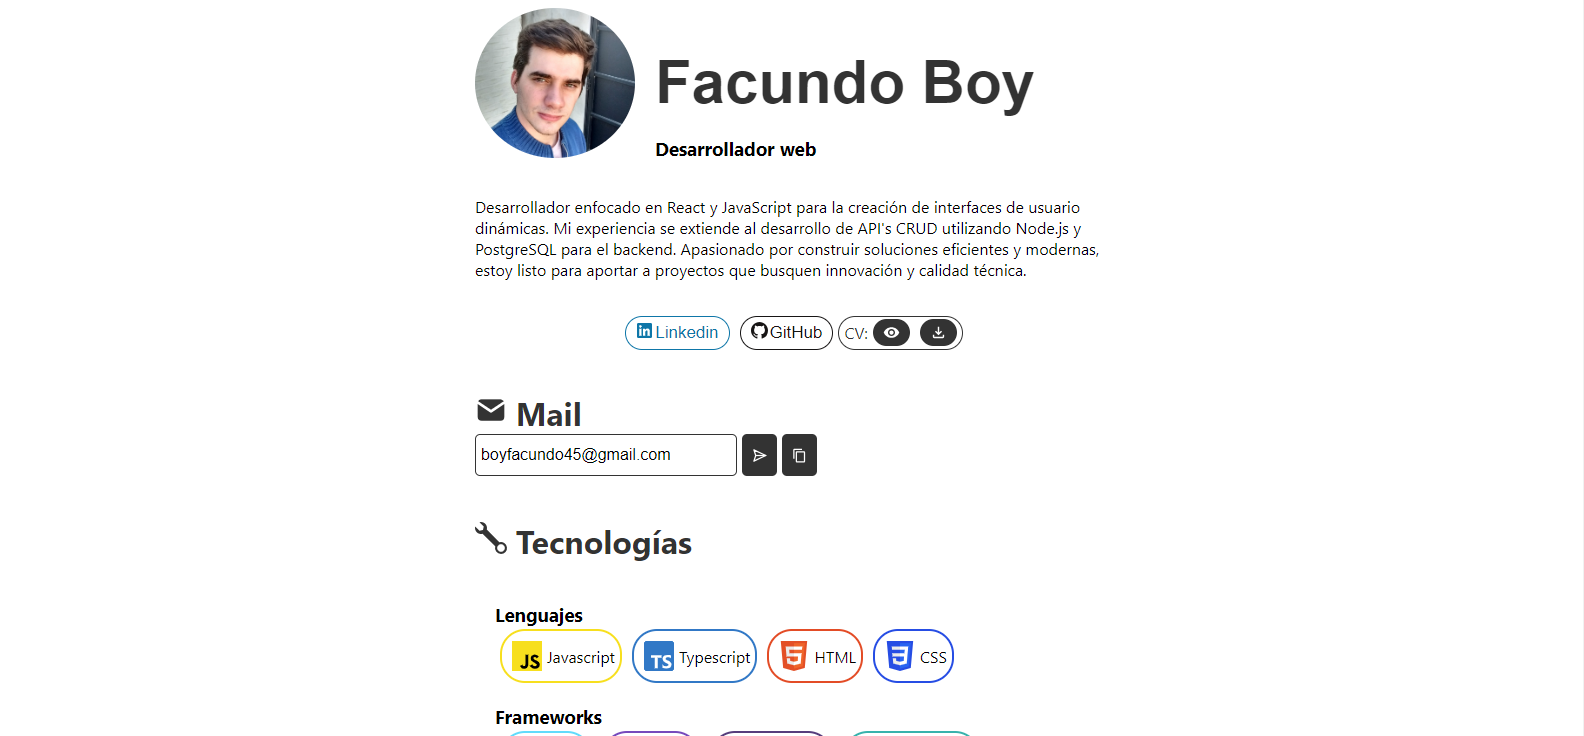 Facundo Boy
Desarrollador web
Desarrollador enfocado en React y JavaScript para la creación de interfaces de usuario
dinámicas. Mi experiencia se extiende al desarrollo de API's CRUD utilizando Node.js y
PostgreSQL para el backend. Apasionado por construir soluciones eficientes y modernas,
estoy listo para aportar a proyectos que busquen innovación y calidad técnica.
in Linkedin GitHub CV:
Mail
boyfacundo45@gmail.com
Tecnologías
Lenguajes
JS Javascript TS Typescript 5 HTML 3 CSS
Frameworks